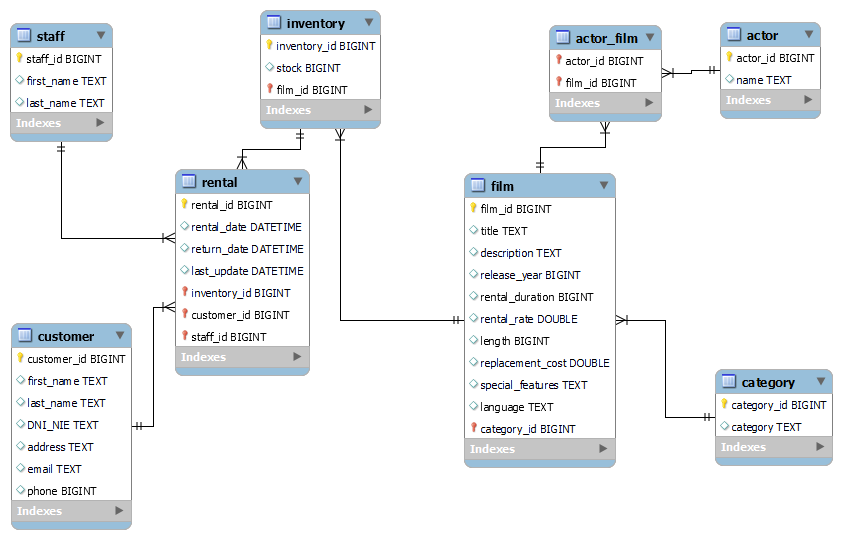 staff
staff_id BIGINT
first_name TEXT
last_name TEXT
Indexes
inventory
inventory_id BIGINT
stock BIGINT
film_id BIGINT
Indexes
actor_film
actor_id BIGINT
film_id BIGINT
Indexes
actor
actor_id BIGINT
name TEXT
Indexes
rental
rental_id BIGINT
rental_date DATETIME
return_date DATETIME
last_update DATETIME
inventory_id BIGINT
customer_id BIGINT
staff_id BIGINT
Indexes
film
film_id BIGINT
title TEXT
description TEXT
release_year BIGINT
rental_duration BIGINT
rental_rate DOUBLE
length BIGINT
replacement_cost DOUBLE
special_features TEXT
language TEXT
category_id BIGINT
Indexes
customer
customer_id BIGINT
first_name TEXT
last_name TEXT
DNI_NIE TEXT
address TEXT
email TEXT
phone BIGINT
Indexes
category
category_id BIGINT
category TEXT
Indexes